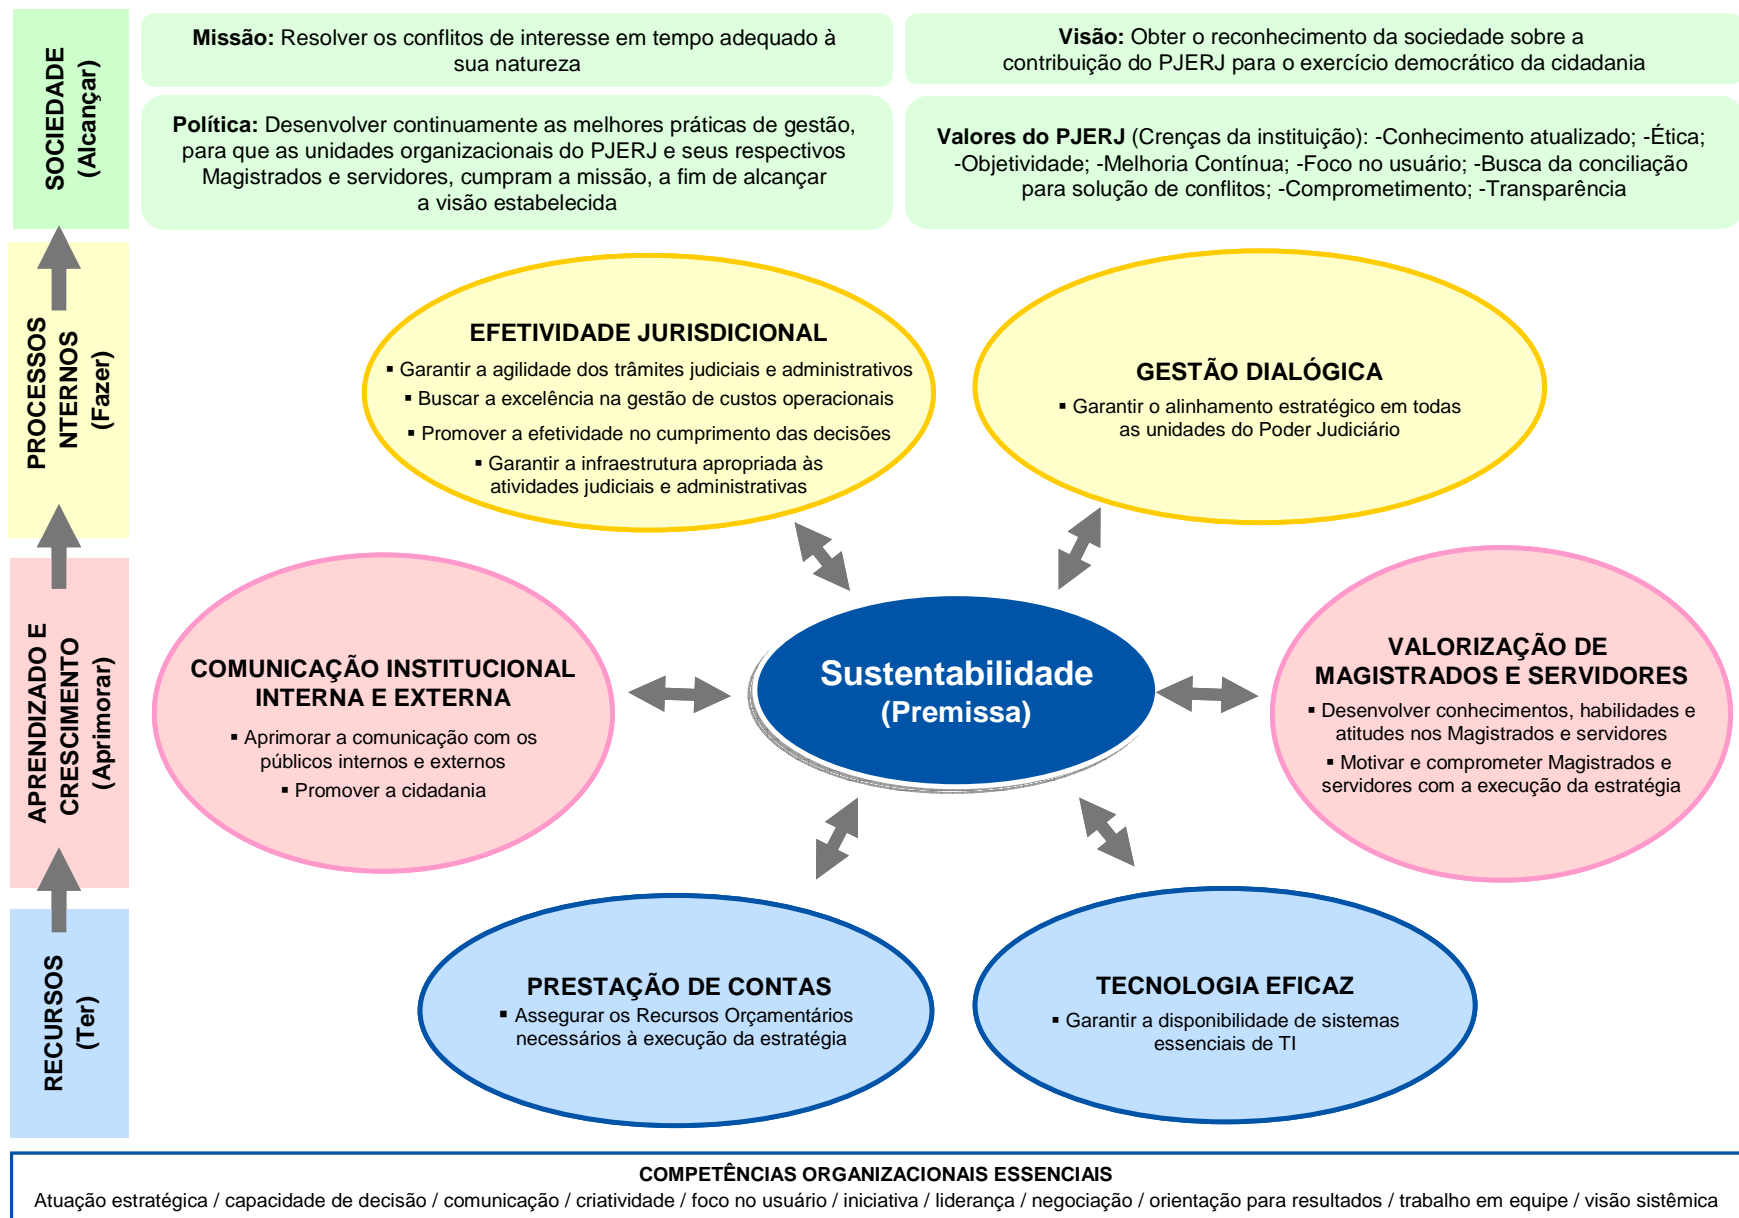 SOCIEDADE
(Alcançar)
Missão: Resolver os conflitos de interesse em tempo adequado à
sua natureza
Visão: Obter o reconhecimento da sociedade sobre a
contribuição do PJERJ para o exercício democrático da cidadania
Política: Desenvolver continuamente as melhores práticas de gestão,
para que as unidades organizacionais do PJERJ e seus respectivos
Magistrados e servidores, cumpram a missão, a fim de alcançar
a visão estabelecida
Valores do PJERJ (Crenças da instituição): -Conhecimento atualizado; -Ética;
-Objetividade; -Melhoria Contínua; -Foco no usuário; -Busca da conciliação
para solução de conflitos; -Comprometimento; -Transparência
PROCESSOS
NTERNOS
(Fazer)
EFETIVIDADE JURISDICIONAL
▪ Garantir a agilidade dos trâmites judiciais e administrativos
▪ Buscar a excelência na gestão de custos operacionais
▪ Promover a efetividade no cumprimento das decisões
▪ Garantir a infraestrutura apropriada às
atividades judiciais e administrativas
GESTÃO DIALÓGICA
▪ Garantir o alinhamento estratégico em todas
as unidades do Poder Judiciário
APRENDIZADO E
CRESCIMENTO
(Aprimorar)
COMUNICAÇÃO INSTITUCIONAL
INTERNA E EXTERNA
▪ Aprimorar a comunicação com os
públicos internos e externos
▪ Promover a cidadania
Sustentabilidade
(Premissa)
VALORIZAÇÃO DE
MAGISTRADOS E SERVIDORES
▪ Desenvolver conhecimentos, habilidades e
atitudes nos Magistrados e servidores
▪ Motivar e comprometer Magistrados e
servidores com a execução da estratégia
RECURSOS
(Ter)
PRESTAÇÃO DE CONTAS
▪ Assegurar os Recursos Orçamentários
necessários à execução da estratégia
TECNOLOGIA EFICAZ
▪ Garantir a disponibilidade de sistemas
essenciais de TI
COMPETÊNCIAS ORGANIZACIONAIS ESSENCIAIS
Atuação estratégica / capacidade de decisão / comunicação / criatividade / foco no usuário / iniciativa / liderança / negociação / orientação para resultados / trabalho em equipe / visão sistêmica